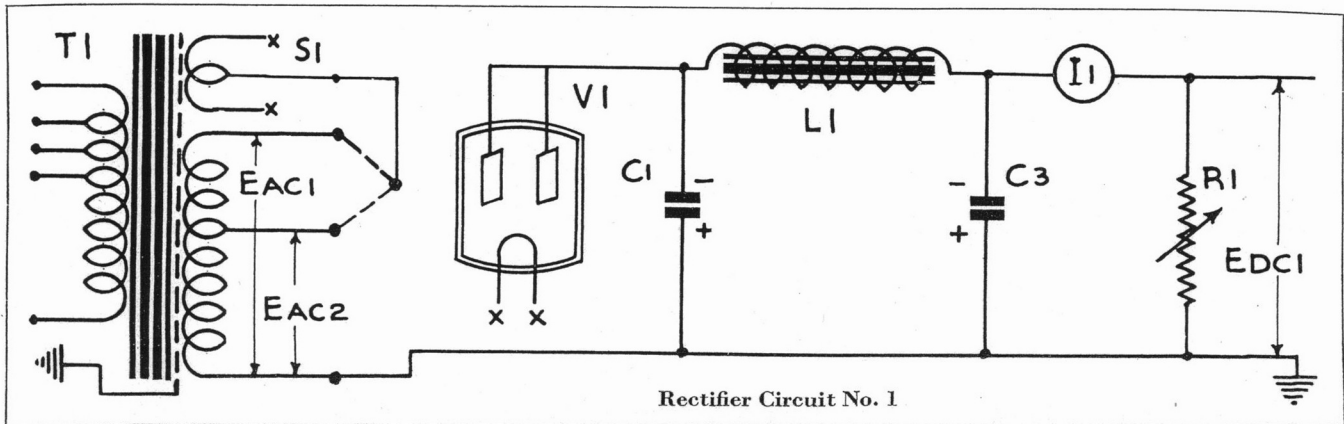 T1
S1
x
x
V1
EAC1
EAC2
x x
C1
-
+
L1
-
+
C3
I1
R1
EDC1
Rectifier Circuit No. 1